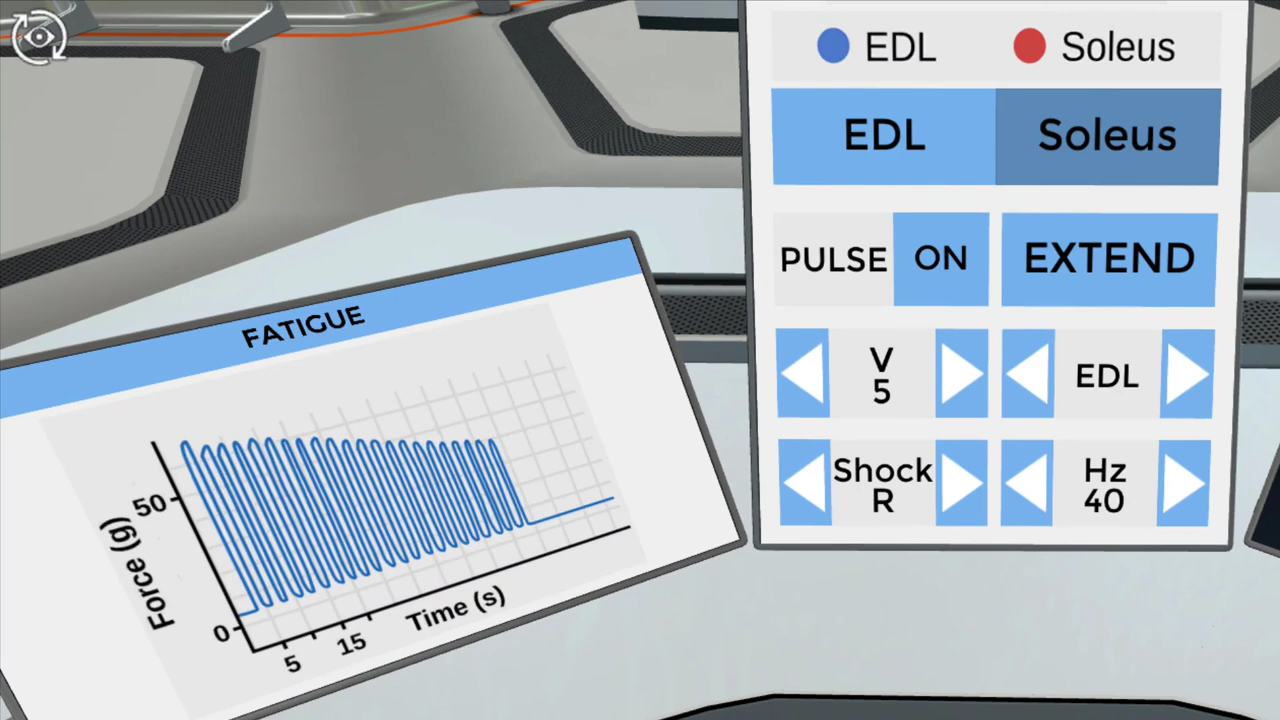 EDL Soleus
EDL Soleus
PULSE ON EXTEND
V
5
EDL
Shock
R
Hz
40
FATIGUE
Force (g)
50
0
5
15
Time (s)